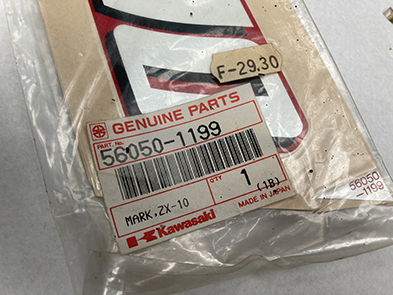 F-29.30
GENUINE PARTS
PART No.
56050-1199
QTY
1
(1B)
MARK,ZX-10
MADE IN JAPAN
Kawasaki
56050
-1199